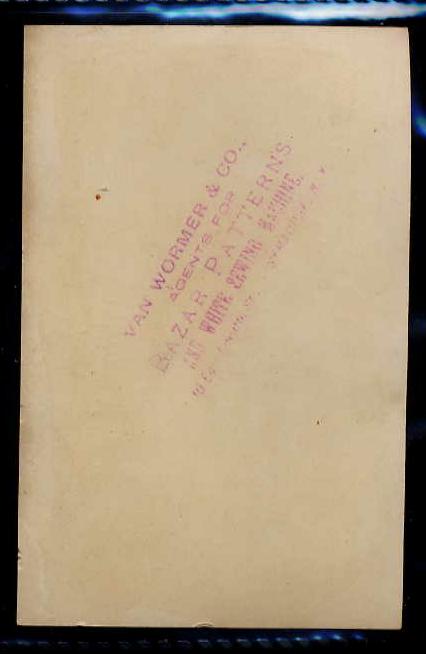 VAN WORMER & CO.,
AGENTS FOR
BAZAR PATTERNS
AND WHITE SEWING MACHINE,
N. Y.